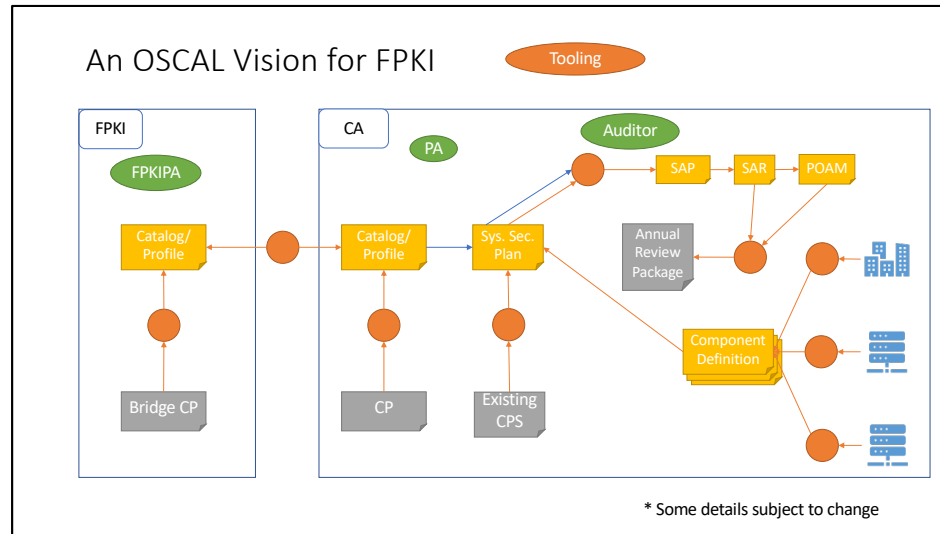 An OSCAL Vision for FPKI
Tooling
FPKI
CA
FPKIPA
PA
Auditor
SAP
SAR
POAM
Catalog/
Profile
Catalog/
Profile
Sys. Sec.
Plan
Annual
Review
Package
Component
Definition
Bridge CP
CP
Existing
CPS
* Some details subject to change